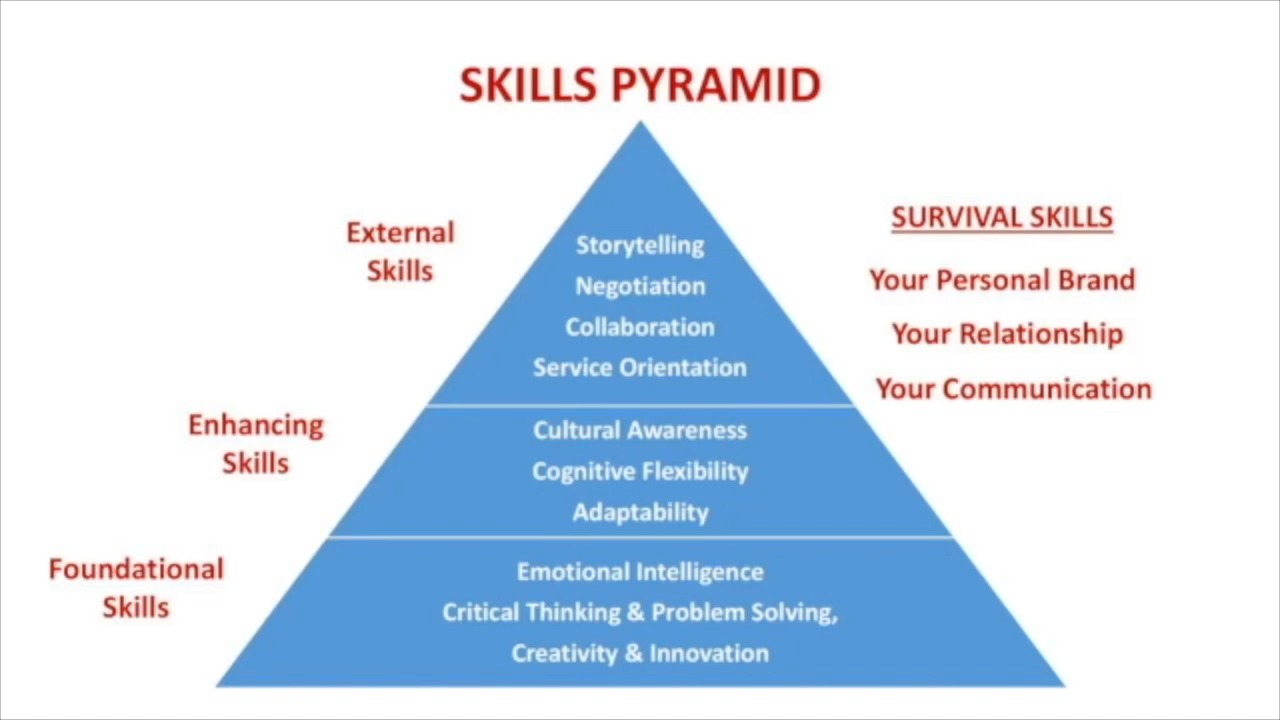 SKILLS PYRAMID
External
Skills
Storytelling
Negotiation
Collaboration
Service Orientation
SURVIVAL SKILLS
Your Personal Brand
Your Relationship
Your Communication
Enhancing
Skills
Cultural Awareness
Cognitive Flexibility
Adaptability
Foundational
Skills
Emotional Intelligence
Critical Thinking & Problem Solving,
Creativity & Innovation